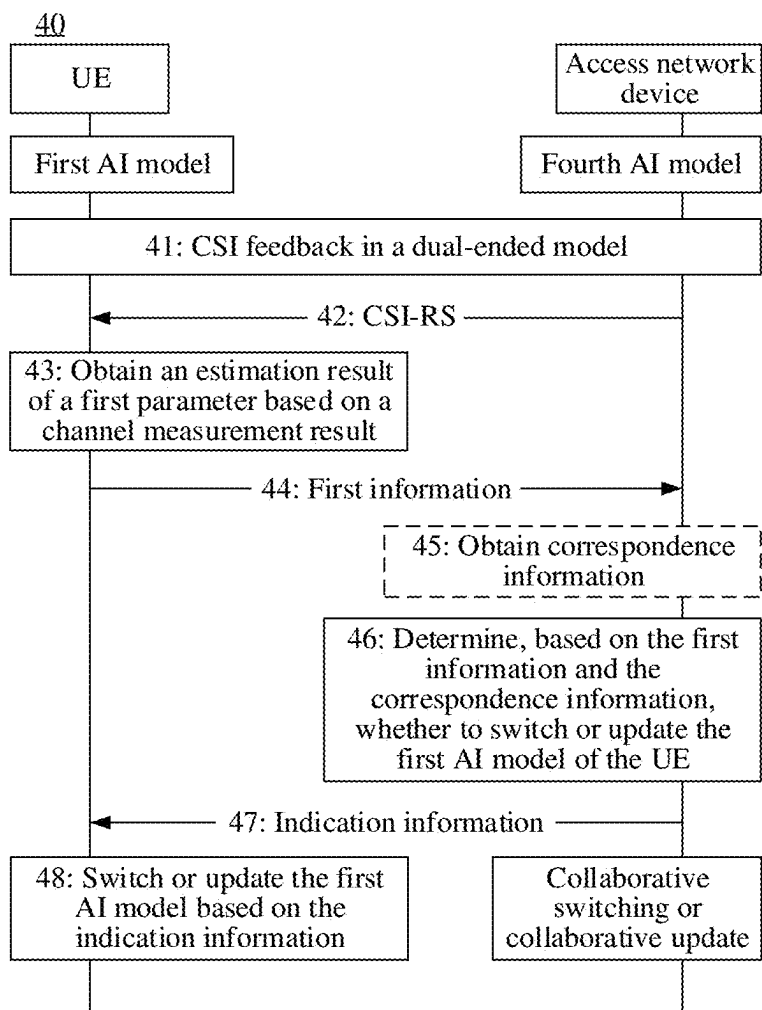 40
UE
Access network
device
First AI model
Fourth AI model
41: CSI feedback in a dual-ended model
42: CSI-RS
43: Obtain an estimation result
of a first parameter based on a
channel measurement result
44: First information
45: Obtain correspondence
information
46: Determine, based on the first
information and the
correspondence information,
whether to switch or update the
first AI model of the UE
47: Indication information
48: Switch or update the first
AI model based on the
indication information
Collaborative
switching or
collaborative update